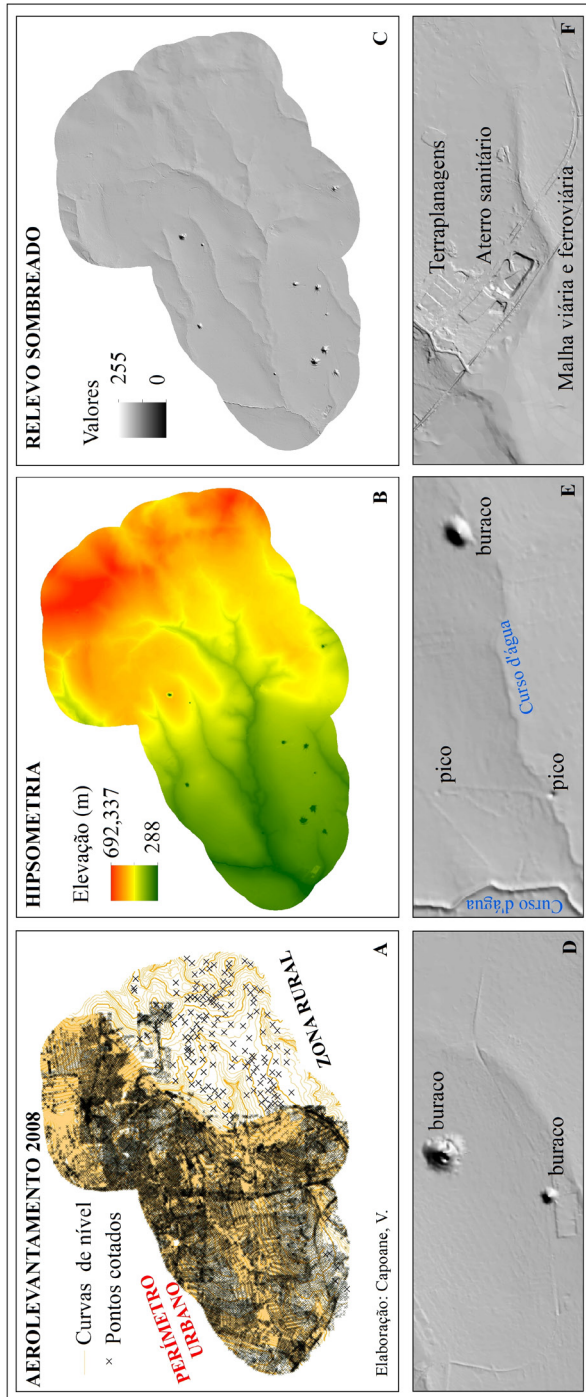 AEROLEVANTAMENTO 2008
Curvas de nível
× Pontos cotados
PERÍMETRO
URBANO
ZONA RURAL
Elaboração: Capoane, V.
A
HIPSOMETRIA
Elevação (m)
692,337
288
B
RELEVO SOMBREADO
Valores
255
0
C
buraco
buraco
D
pico
pico
buraco
Curso d'água
Curso d'água
E
Terraplanagens
Aterro sanitário
Malha viária e ferroviária
F